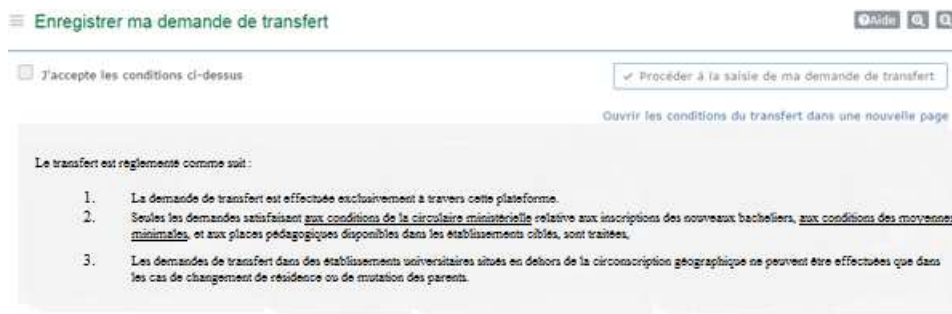 Enregistrer ma demande de transfert
Aide
J'accepte les conditions ci-dessus
✔ Procéder à la saisie de ma demande de transfert
Ouvrir les conditions du transfert dans une nouvelle page
Le transfert est réglementé comme suit :
1. La demande de transfert est effectuée exclusivement à travers cette plateforme.
2. Seules les demandes satisfaisant aux conditions de la circulaire ministérielle relative aux inscriptions des nouveaux bacheliers, aux conditions des moyennes
minimales, et aux places pédagogiques disponibles dans les établissements ciblés, sont traitées,
3. Les demandes de transfert dans des établissements universitaires situés en dehors de la circonscription géographique ne peuvent être effectuées que dans
les cas de changement de résidence ou de mutation des parents.